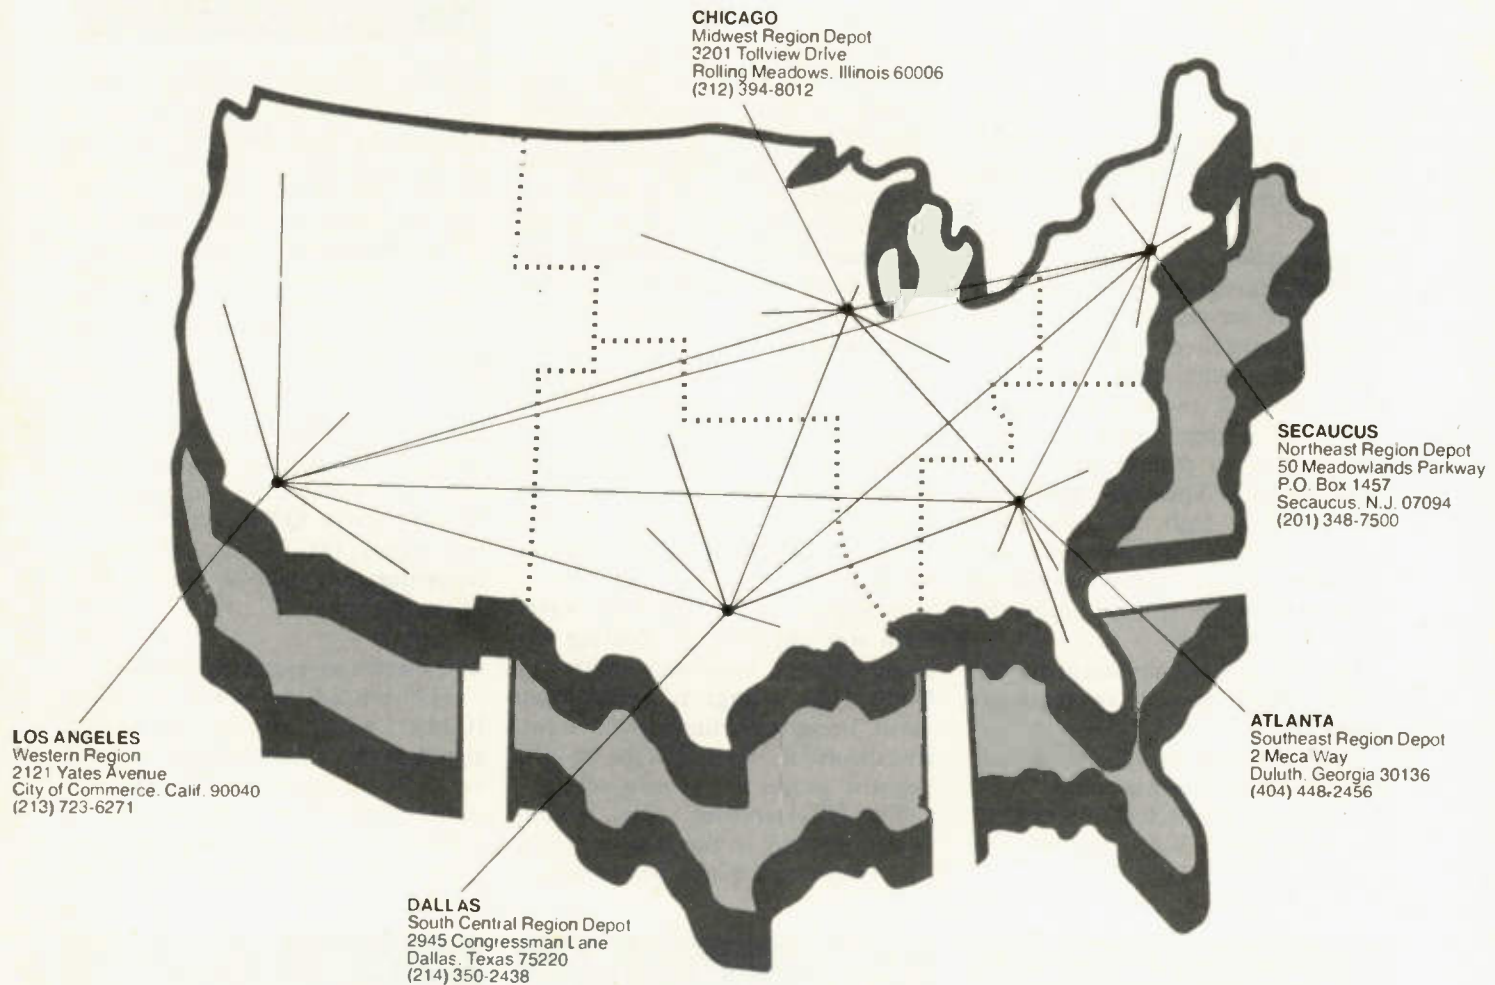 CHICAGO
Midwest Region Depot
3201 Tollview Drive
Rolling Meadows, Illinois 60006
(312) 394-8012
SECAUCUS
Northeast Region Depot
50 Meadowlands Parkway
P.O. Box 1457
Secaucus, N.J. 07094
(201) 348-7500
LOS ANGELES
Western Region
2121 Yates Avenue
City of Commerce, Calif. 90040
(213) 723-6271
ATLANTA
Southeast Region Depot
2 Meca Way
Duluth, Georgia 30136
(404) 448-2456
DALLAS
South Central Region Depot
2945 Congressman Lane
Dallas, Texas 75220
(214) 350-2438